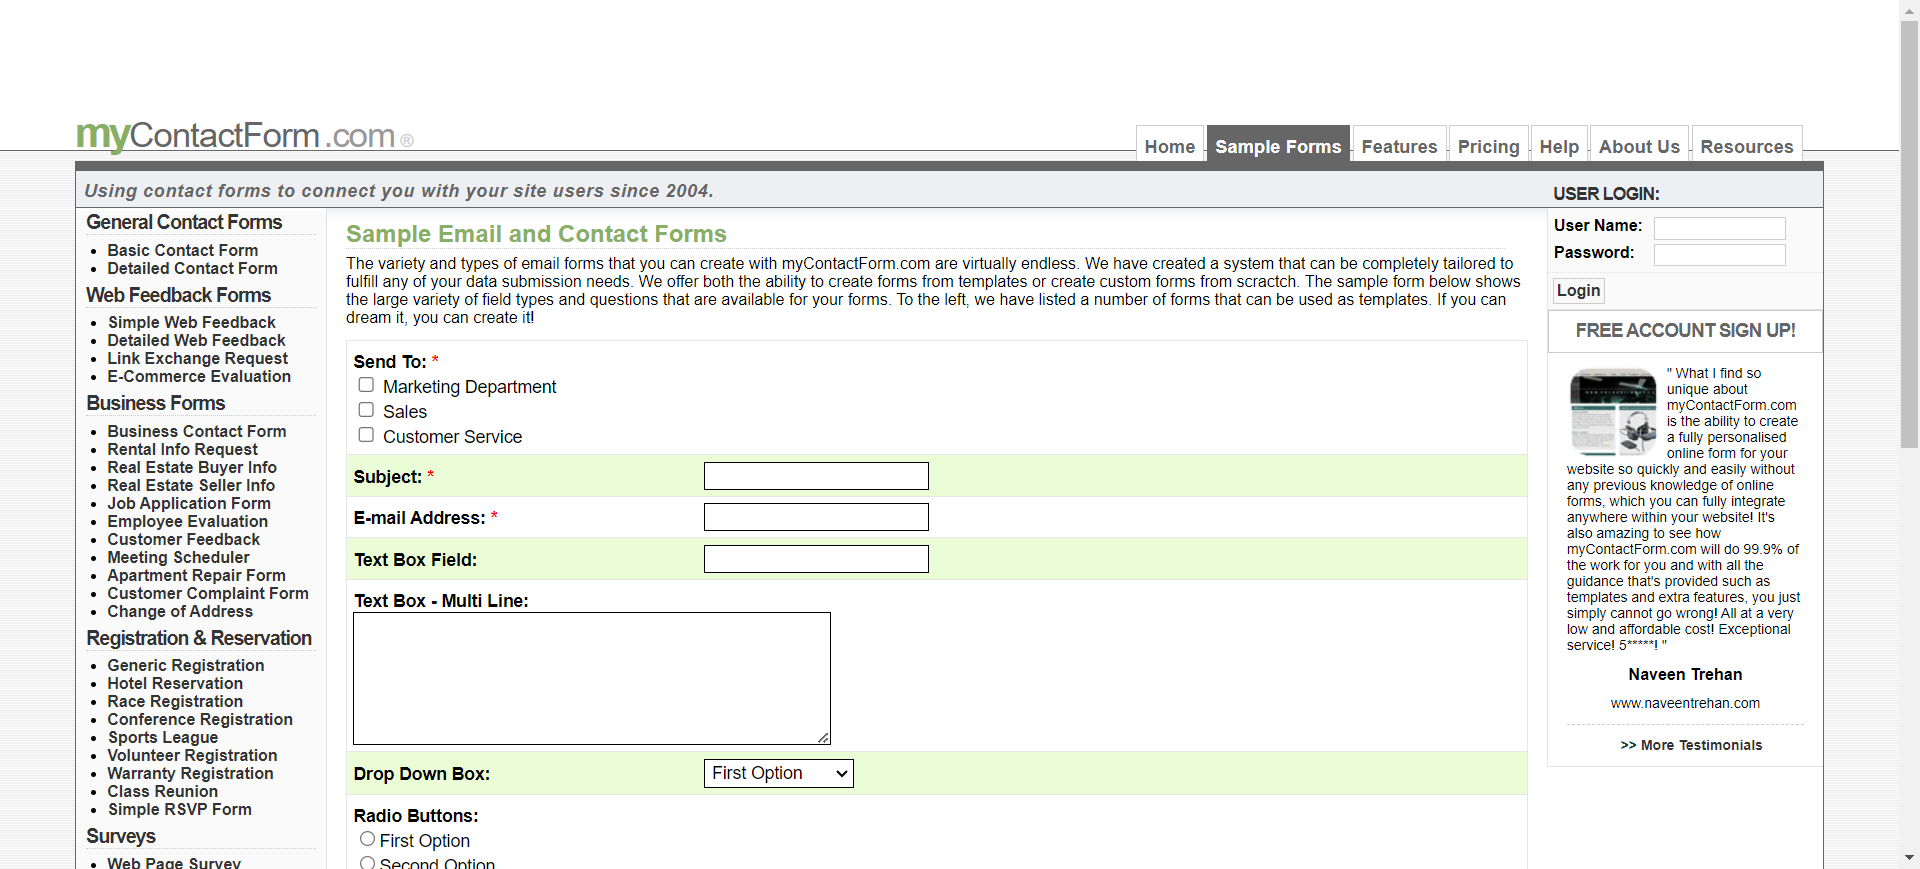 myContactForm.com®
Home
Sample Forms
Features
Pricing
Help
About Us
Resources
Using contact forms to connect you with your site users since 2004.
USER LOGIN:
General Contact Forms
Basic Contact Form
Detailed Contact Form
Web Feedback Forms
Simple Web Feedback
Detailed Web Feedback
Link Exchange Request
E-Commerce Evaluation
Business Forms
Business Contact Form
Rental Info Request
Real Estate Buyer Info
Real Estate Seller Info
Job Application Form
Employee Evaluation
Customer Feedback
Meeting Scheduler
Apartment Repair Form
Customer Complaint Form
Change of Address
Registration & Reservation
Generic Registration
Hotel Reservation
Race Registration
Conference Registration
Sports League
Volunteer Registration
Warranty Registration
Class Reunion
Simple RSVP Form
Surveys
Web Page Survey
Sample Email and Contact Forms
The variety and types of email forms that you can create with myContactForm.com are virtually endless. We have created a system that can be completely tailored to
fulfill any of your data submission needs. We offer both the ability to create forms from templates or create custom forms from scractch. The sample form below shows
the large variety of field types and questions that are available for your forms. To the left, we have listed a number of forms that can be used as templates. If you can
dream it, you can create it!
Send To: *
Marketing Department
Sales
Customer Service
Subject: *
E-mail Address: *
Text Box Field:
Text Box - Multi Line:
Drop Down Box:
First Option
Radio Buttons:
First Option
Second Option
User Name:
Password:
Login
FREE ACCOUNT SIGN UP!
" What I find so
unique about
myContactForm.com
is the ability to create
a fully personalised
online form for your
website so quickly and easily without
any previous knowledge of online
forms, which you can fully integrate
anywhere within your website! It's
also amazing to see how
myContactForm.com will do 99.9% of
the work for you and with all the
guidance that's provided such as
templates and extra features, you just
simply cannot go wrong! All at a very
low and affordable cost! Exceptional
service! 5*****! "
Naveen Trehan
www.naveentrehan.com
>> More Testimonials